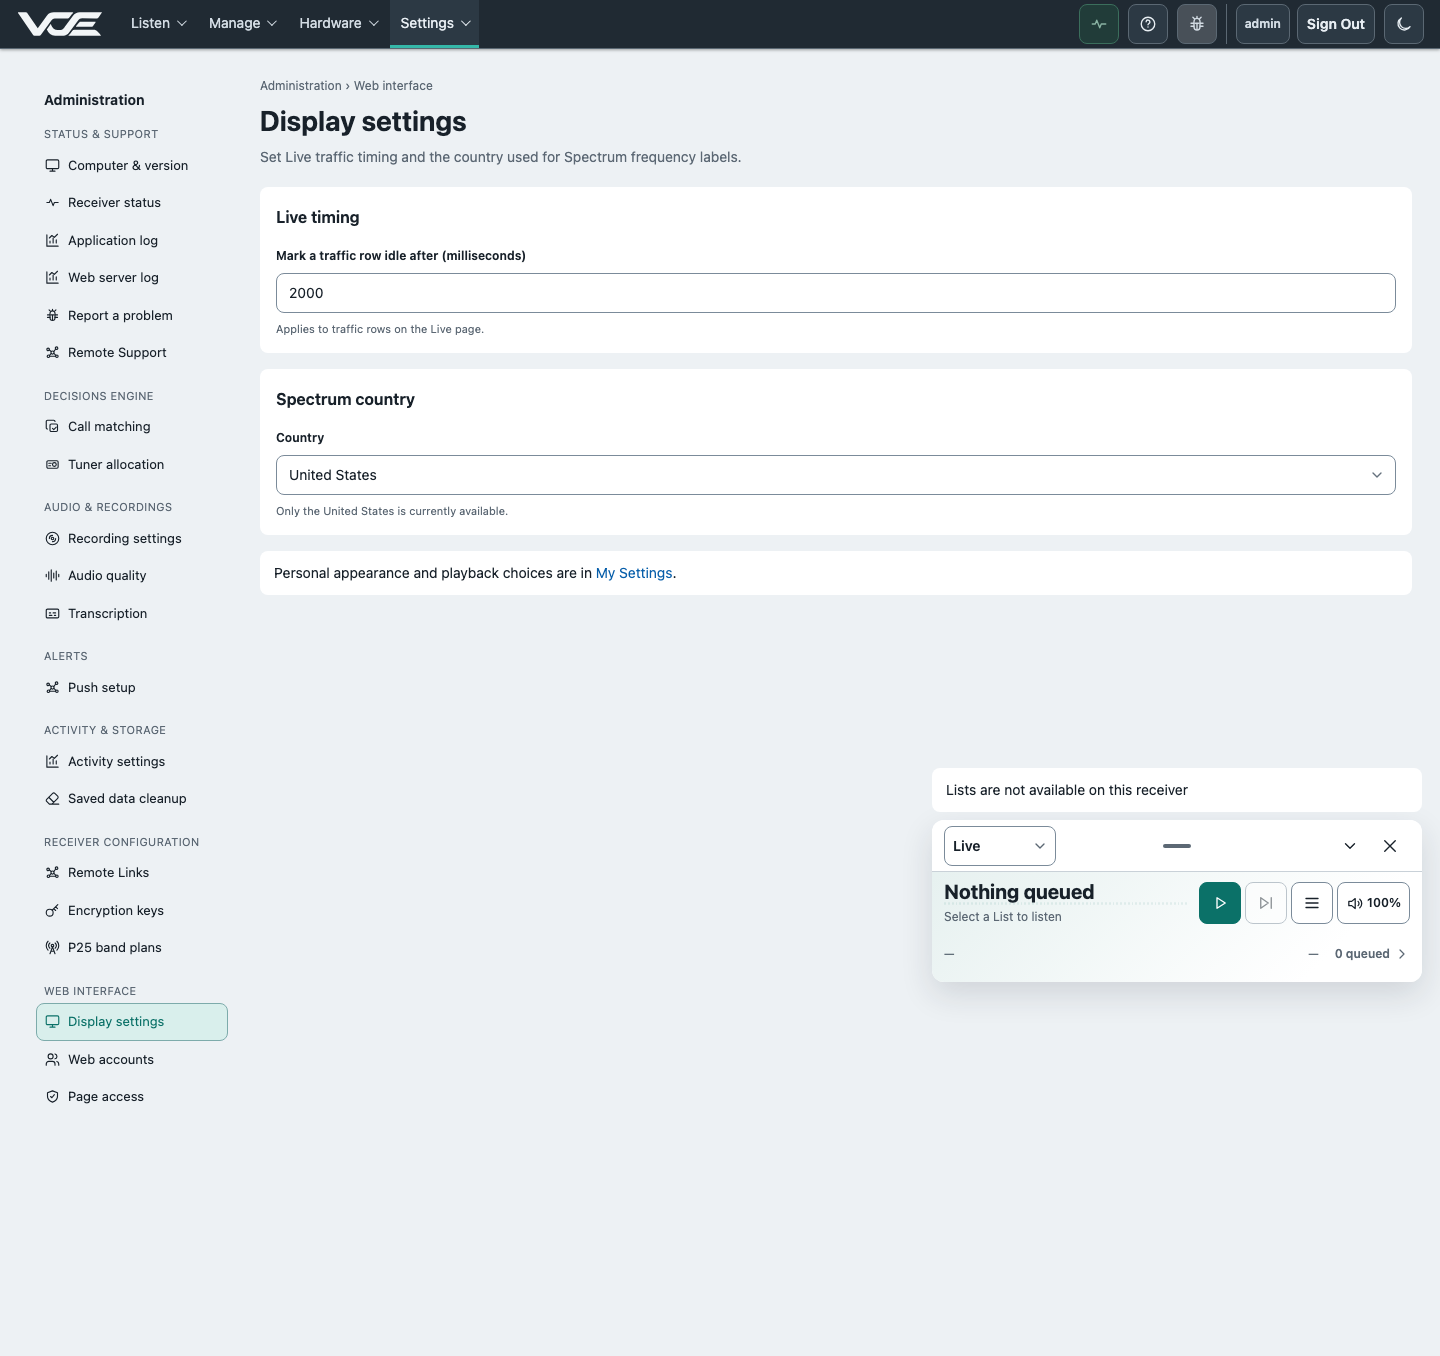 VCE
Listen
Manage
Hardware
Settings
admin
Sign Out
Administration
STATUS & SUPPORT
Computer & version
Receiver status
Application log
Web server log
Report a problem
Remote Support
DECISIONS ENGINE
Call matching
Tuner allocation
AUDIO & RECORDINGS
Recording settings
Audio quality
Transcription
ALERTS
Push setup
ACTIVITY & STORAGE
Activity settings
Saved data cleanup
RECEIVER CONFIGURATION
Remote Links
Encryption keys
P25 band plans
WEB INTERFACE
Display settings
Web accounts
Page access
Administration › Web interface
Display settings
Set Live traffic timing and the country used for Spectrum frequency labels.
Live timing
Mark a traffic row idle after (milliseconds)
2000
Applies to traffic rows on the Live page.
Spectrum country
Country
United States
Only the United States is currently available.
Personal appearance and playback choices are in My Settings.
Lists are not available on this receiver
Live
Nothing queued
Select a List to listen
100%
—
— 0 queued